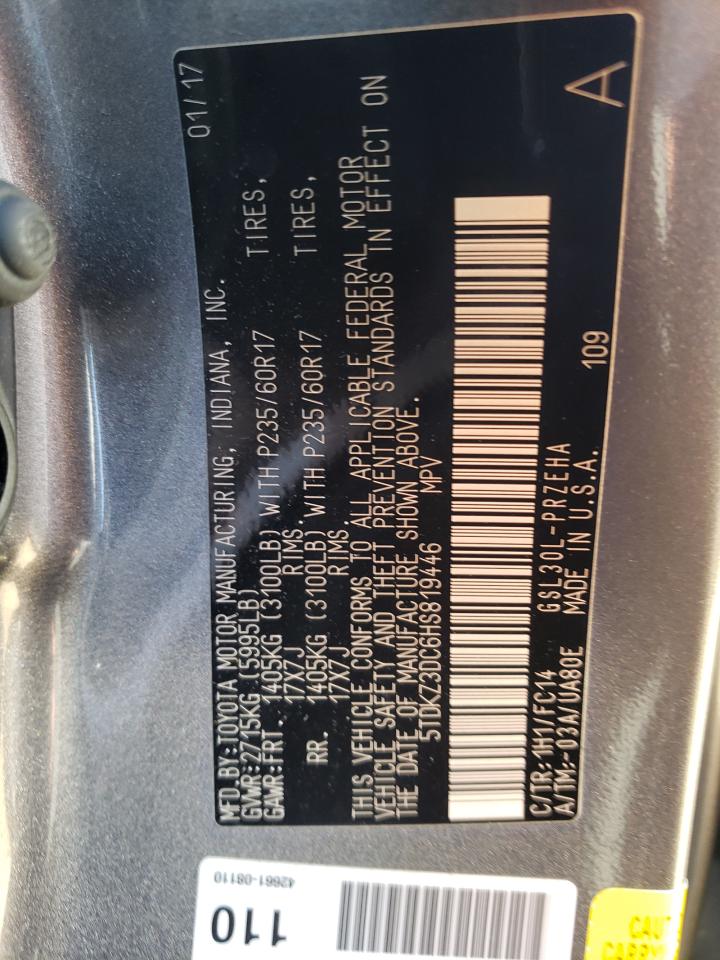 MFD.BY:TOYOTA MOTOR MANUFACTURING, INDIANA, INC. 01/17
GVWR:2715KG (5995LB)
GAWR:FRT. 1405KG (3100LB) WITH P235/60R17 TIRES,
17X7J RIMS.
RR. 1405KG (3100LB) WITH P235/60R17 TIRES,
17X7J RIMS.
THIS VEHICLE CONFORMS TO ALL APPLICABLE FEDERAL MOTOR
VEHICLE SAFETY AND THEFT PREVENTION STANDARDS IN EFFECT ON
THE DATE OF MANUFACTURE SHOWN ABOVE.
5TDKZ3DC6HS819446 MPV
C/TR:1H1/FC14 GSL30L-PRZEHA 109
A/TM:-03A/UA80E MADE IN U.S.A. A
42661-08110
110